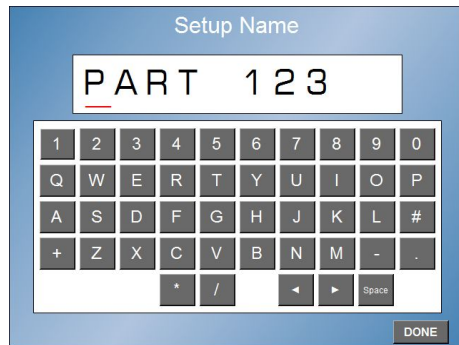 Setup Name
PART 123
1 2 3 4 5 6 7 8 9 0
Q W E R T Y U I O P
A S D F G H J K L #
+ Z X C V B N M - .
* / ◄ ► Space
DONE